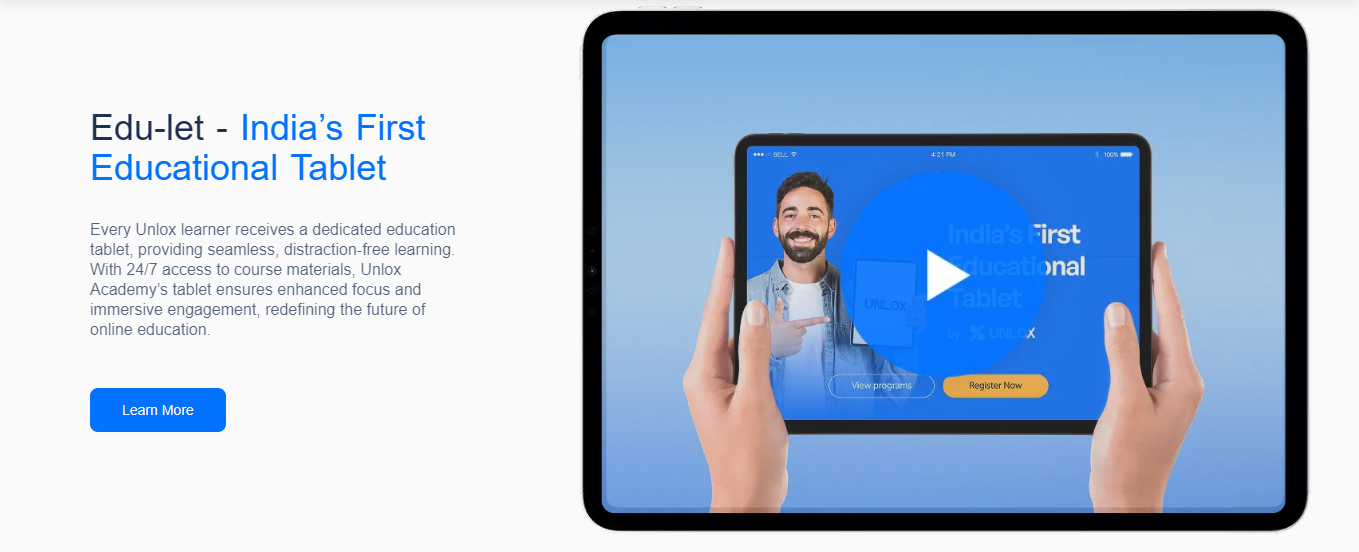 Edu-let - India’s First
Educational Tablet
Every Unlox learner receives a dedicated education
tablet, providing seamless, distraction-free learning.
With 24/7 access to course materials, Unlox
Academy’s tablet ensures enhanced focus and
immersive engagement, redefining the future of
online education.
Learn More
BELL
4:21 PM
100%
India’s First
Educational
Tablet
UNLOX
by UNLOX
View programs
Register Now